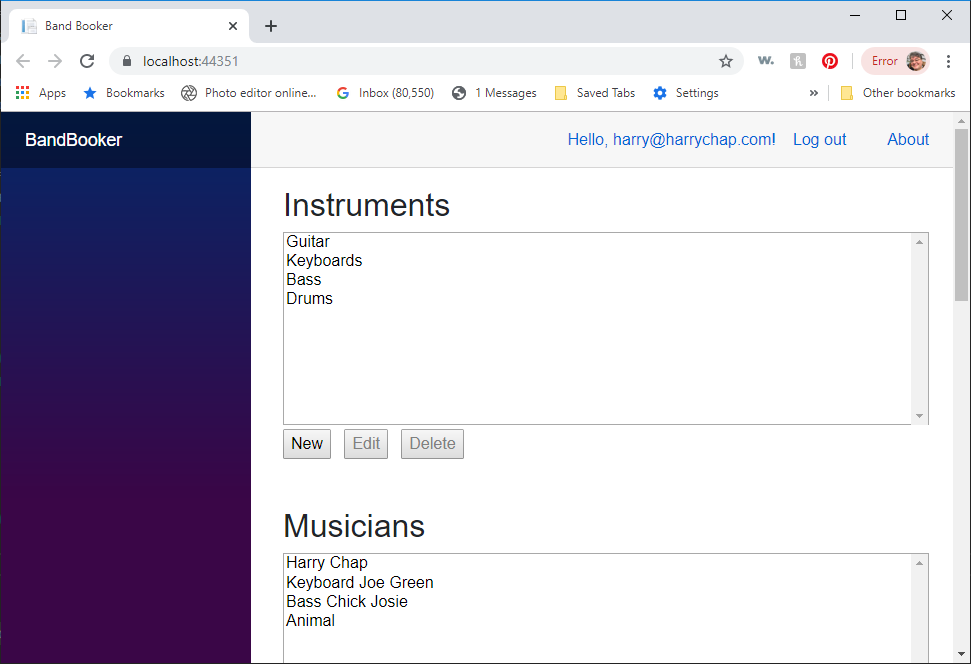 Band Booker
localhost:44351
Error
Apps Bookmarks Photo editor online... Inbox (80,550) 1 Messages Saved Tabs Settings » Other bookmarks
BandBooker
Hello, harry@harrychap.com! Log out About
Instruments
Guitar
Keyboards
Bass
Drums
New Edit Delete
Musicians
Harry Chap
Keyboard Joe Green
Bass Chick Josie
Animal